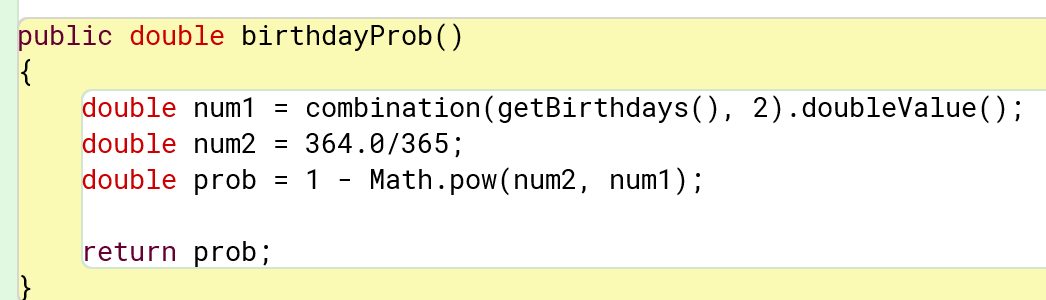 public double birthdayProb()
{
    double num1 = combination(getBirthdays(), 2).doubleValue();
    double num2 = 364.0/365;
    double prob = 1 - Math.pow(num2, num1);

    return prob;
}